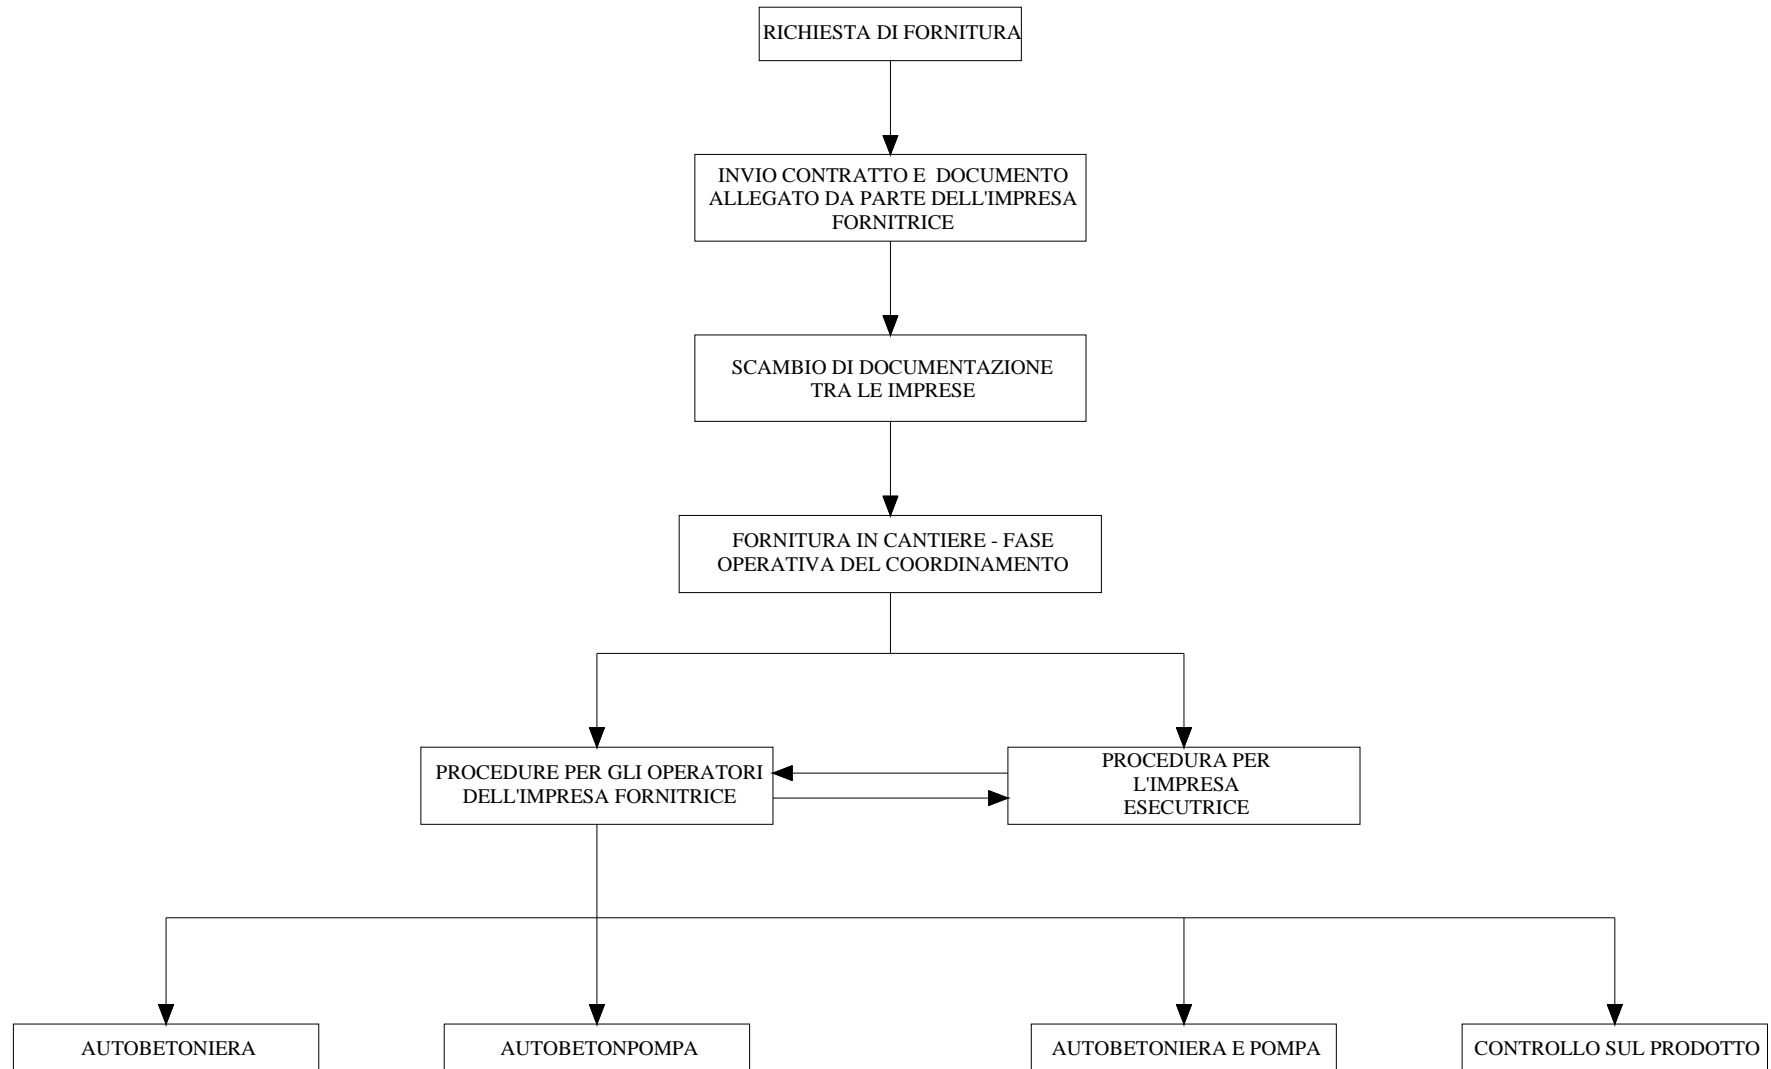 RICHIESTA DI FORNITURA
INVIO CONTRATTO E  DOCUMENTO
ALLEGATO DA PARTE DELL'IMPRESA
FORNITRICE
SCAMBIO DI DOCUMENTAZIONE
TRA LE IMPRESE
FORNITURA IN CANTIERE - FASE
OPERATIVA DEL COORDINAMENTO
PROCEDURE PER GLI OPERATORI
DELL'IMPRESA FORNITRICE
PROCEDURA PER
L'IMPRESA
ESECUTRICE
AUTOBETONIERA
AUTOBETONPOMPA
AUTOBETONIERA E POMPA
CONTROLLO SUL PRODOTTO